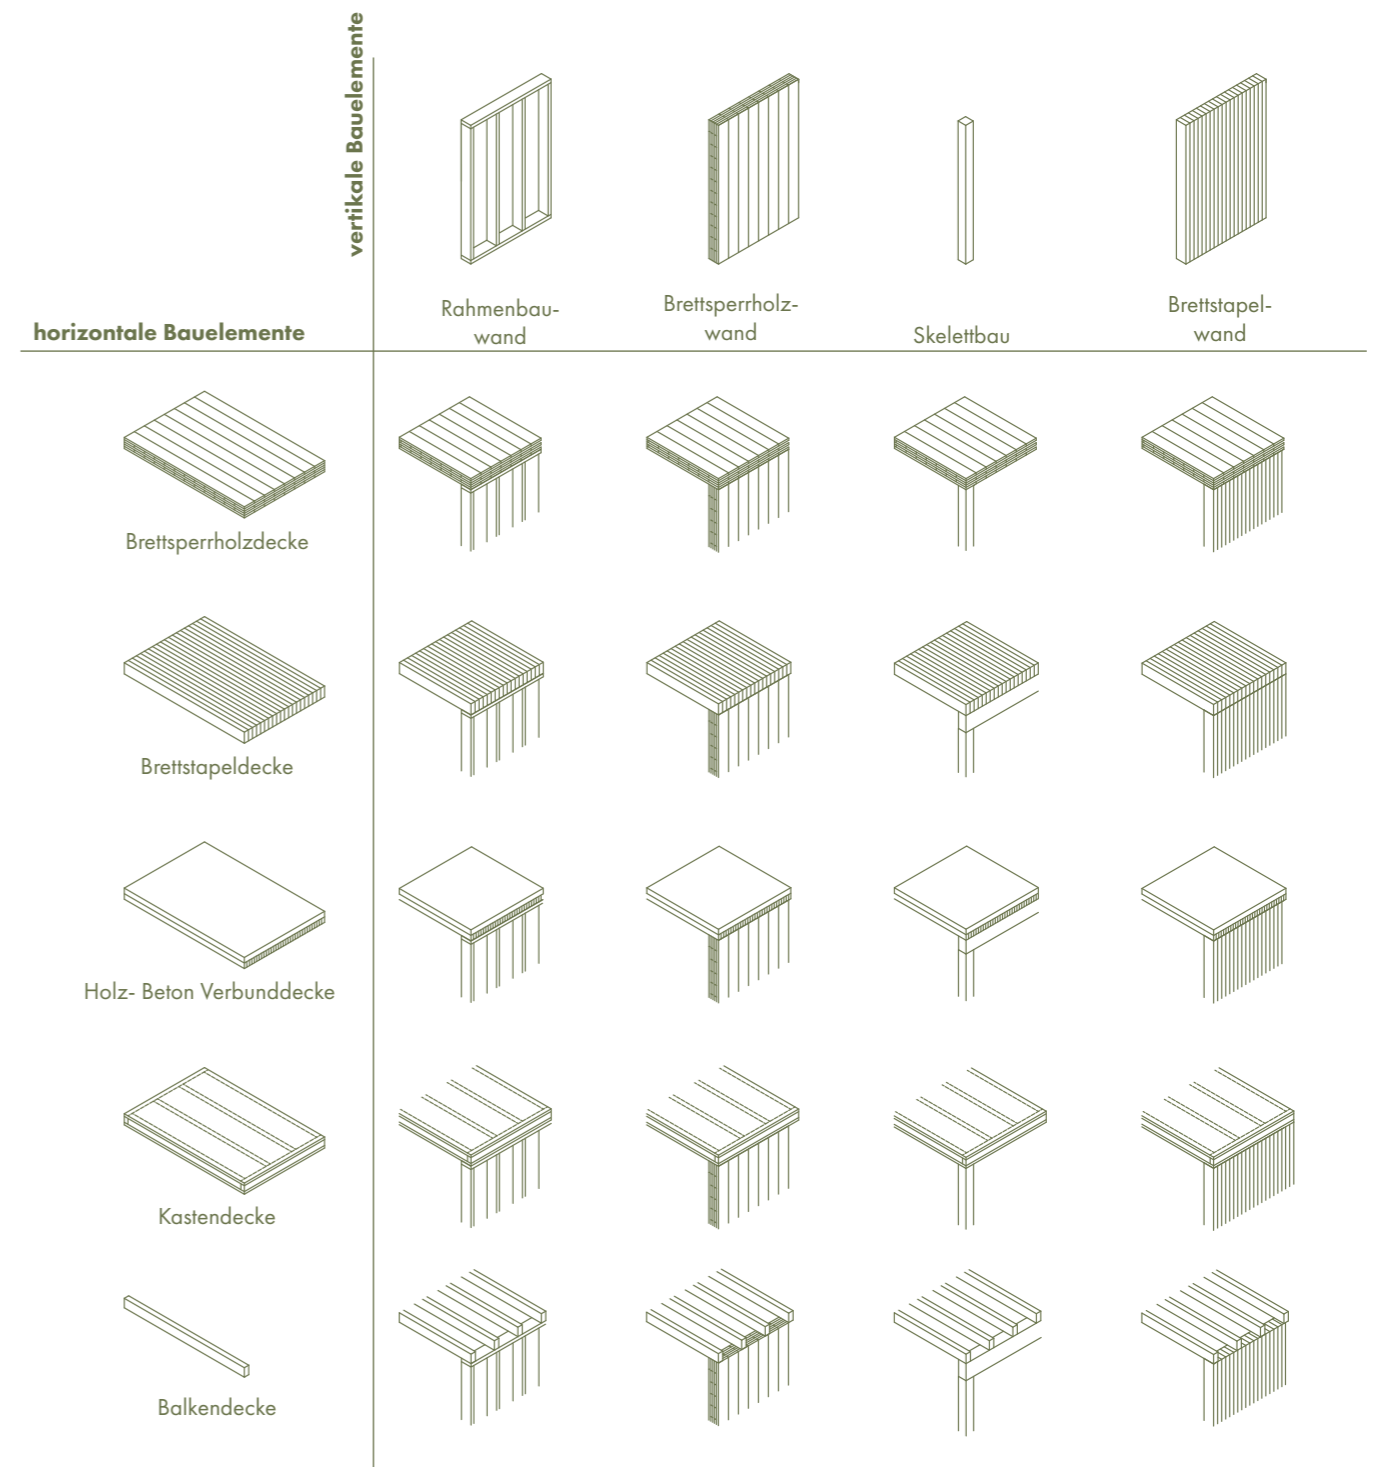 vertikale Bauelemente
horizontale Bauelemente
Rahmenbau-
wand
Brettsperrholz-
wand
Skelettbau
Brettstapel-
wand
Brettsperrholzdecke
Brettstapeldecke
Holz- Beton Verbunddecke
Kastendecke
Balkendecke